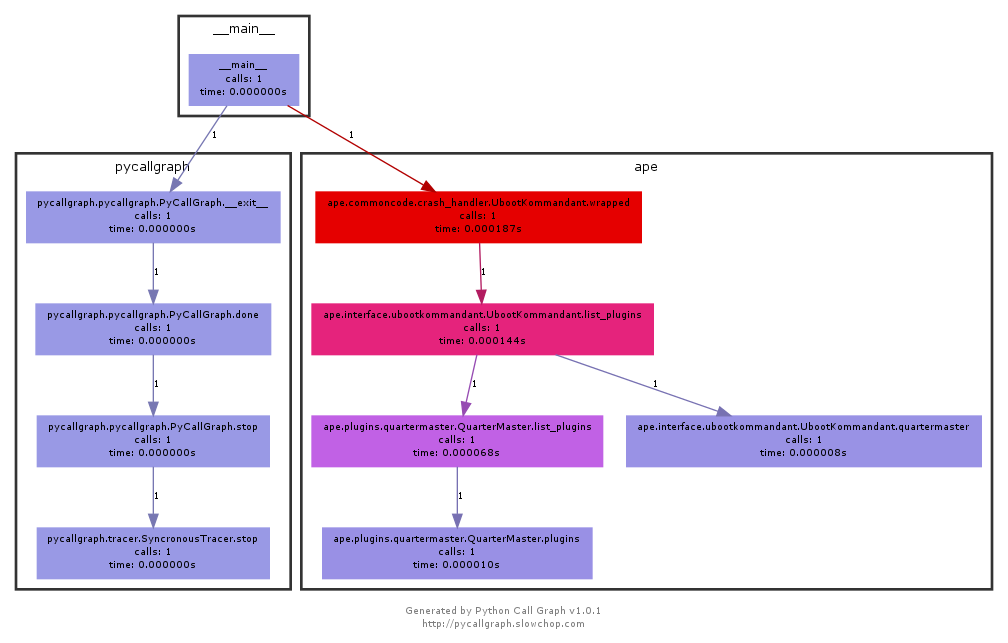 __main__
__main__
calls: 1
time: 0.000000s
1
1
pycallgraph
pycallgraph.pycallgraph.PyCallGraph.__exit__
calls: 1
time: 0.000000s
1
pycallgraph.pycallgraph.PyCallGraph.done
calls: 1
time: 0.000000s
1
pycallgraph.pycallgraph.PyCallGraph.stop
calls: 1
time: 0.000000s
1
pycallgraph.tracer.SyncronousTracer.stop
calls: 1
time: 0.000000s
ape
ape.commoncode.crash_handler.UbootKommandant.wrapped
calls: 1
time: 0.000187s
1
ape.interface.ubootkommandant.UbootKommandant.list_plugins
calls: 1
time: 0.000144s
1
1
ape.plugins.quartermaster.QuarterMaster.list_plugins
calls: 1
time: 0.000068s
ape.interface.ubootkommandant.UbootKommandant.quartermaster
calls: 1
time: 0.000008s
1
ape.plugins.quartermaster.QuarterMaster.plugins
calls: 1
time: 0.000010s
Generated by Python Call Graph v1.0.1
http://pycallgraph.slowchop.com